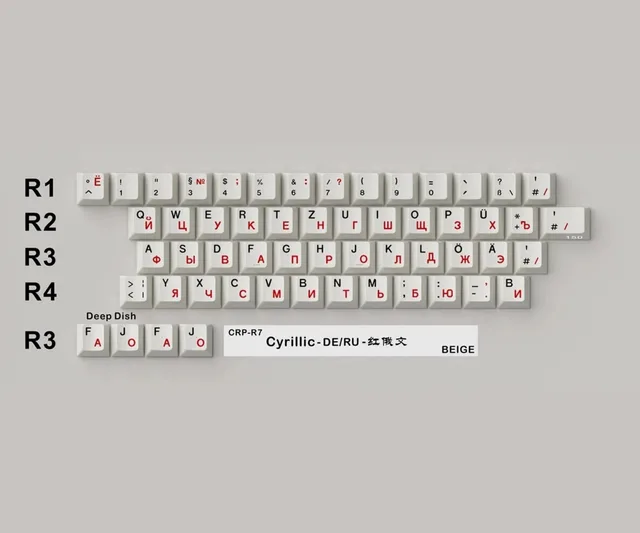 R1 ° Ё ^ ! 1 " 2 § № 3 $ ; 4 % 5 & : 6 / ? 7 ( 8 ) 9 = 0 ` ? \ ' # /
R2 Q Й W Ц E У R К T Е Z Н U Г I Ш O Щ P З Ü Х * + Ъ ' # / 150
R3 A Ф S Ы D В F А G П H Р J О K Л L Д Ö Ж Ä Э ' # /
R4 > < | Y Я X Ч C С V М B И N Т M Ь ; , Б : . Ю _ - . B И
Deep Dish
R3 F А J О F А J О
CRP-R7
Cyrillic-DE/RU-红俄文
BEIGE